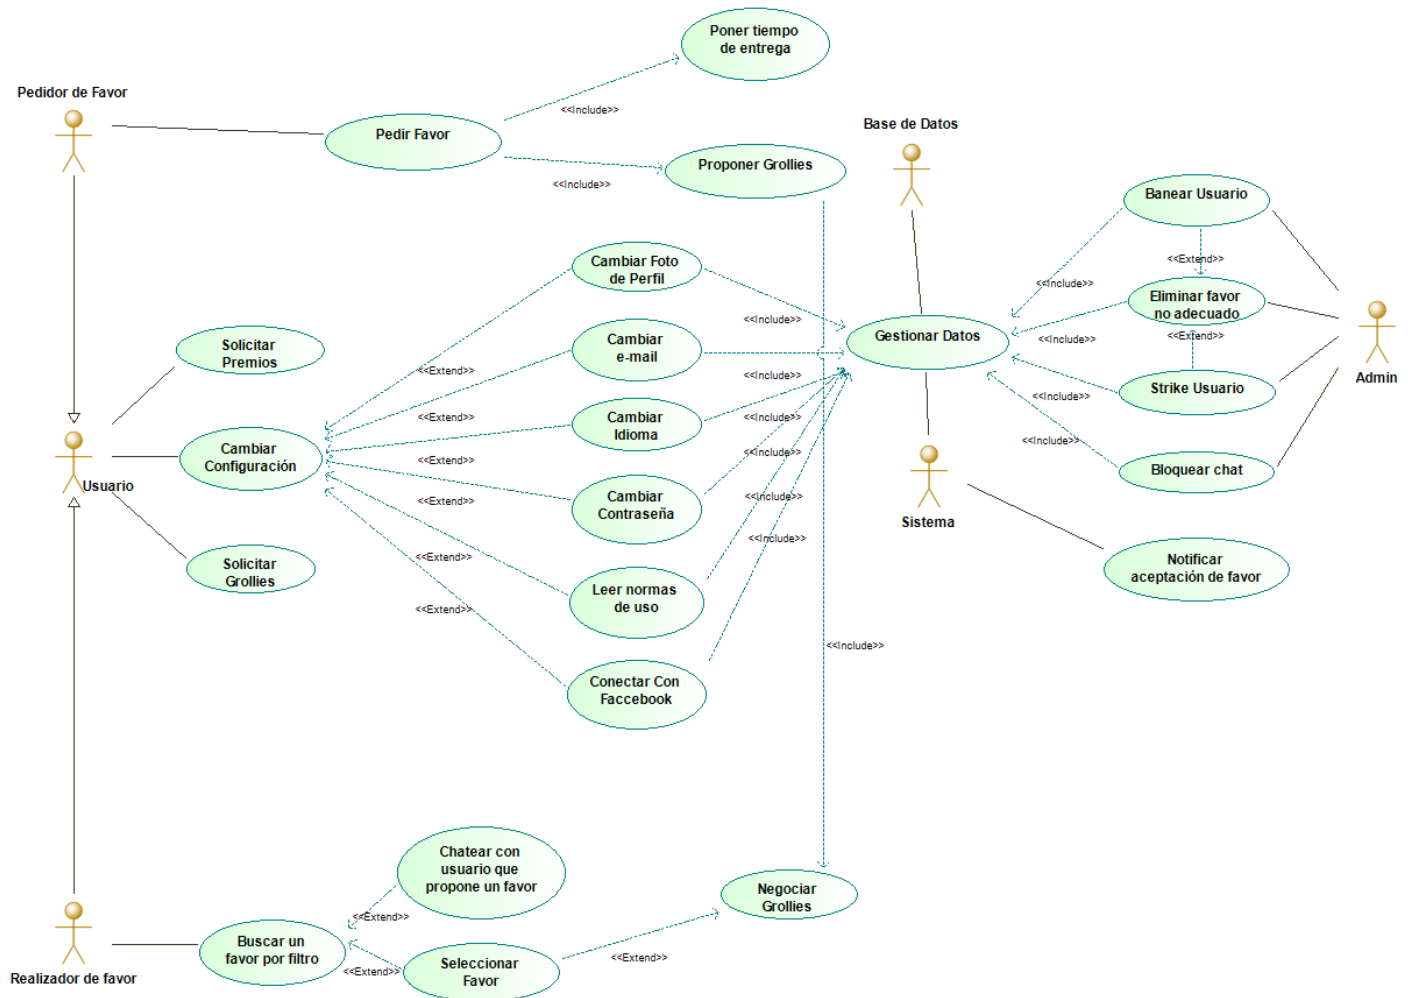 Poner tiempo
de entrega
Pedidor de Favor
<<Include>>
Base de Datos
Pedir Favor
Proponer Grollies
<<Include>>
Banear Usuario
Cambiar Foto
de Perfil
<<Extend>>
<<Include>>
Eliminar favor
no adecuado
<<Include>>
Solicitar
Premios
Cambiar
e-mail
Gestionar Datos
<<Include>>
<<Extend>>
<<Extend>>
<<Include>>
Strike Usuario
Admin
<<Include>>
<<Extend>>
Cambiar
Idioma
<<Include>>
<<Include>>
Cambiar
Configuración
<<Extend>>
<<Include>>
Bloquear chat
Usuario
<<Extend>>
Cambiar
Contraseña
<<Include>>
Sistema
<<Include>>
Solicitar
Grollies
<<Extend>>
Notificar
aceptación de favor
Leer normas
de uso
<<Extend>>
<<Include>>
Conectar Con
Faccebook
Chatear con
usuario que
propone un favor
Negociar
Grollies
<<Extend>>
Buscar un
favor por filtro
<<Extend>>
Seleccionar
Favor
<<Extend>>
Realizador de favor